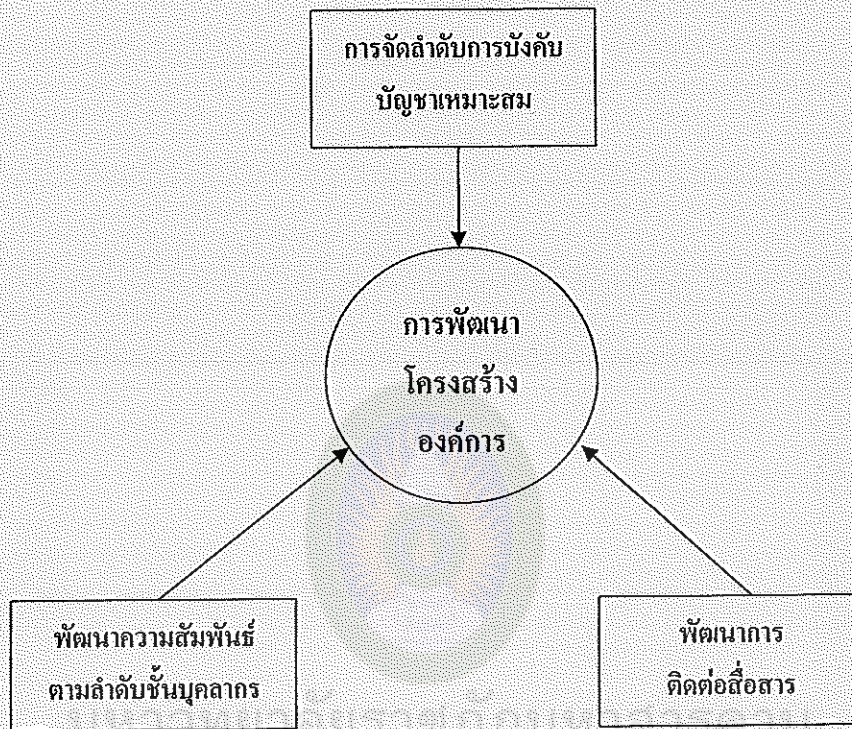 การจัดลำดับการบังคับ
บัญชาเหมาะสม
การพัฒนา
โครงสร้าง
องค์การ
พัฒนาความสัมพันธ์
ตามลำดับชั้นบุคลากร
พัฒนาการ
ติดต่อสื่อสาร